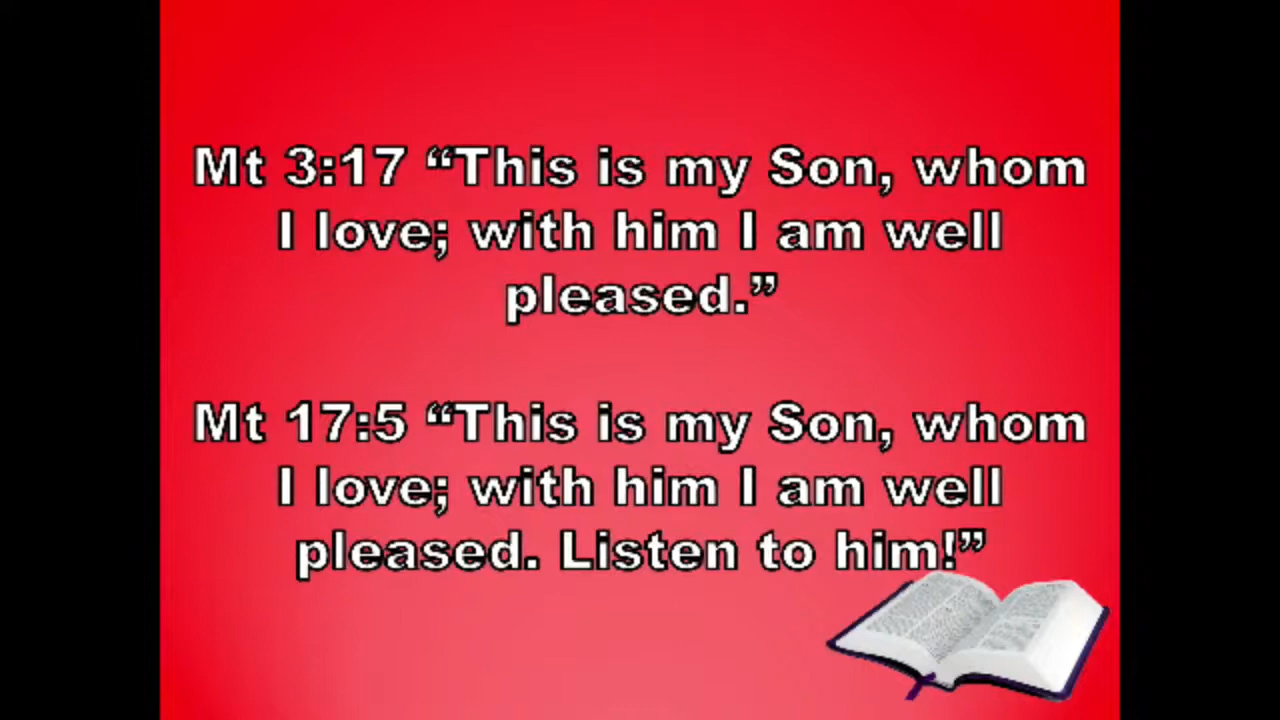 Mt 3:17 “This is my Son, whom
I love; with him I am well
pleased.”
Mt 17:5 “This is my Son, whom
I love; with him I am well
pleased. Listen to him!”